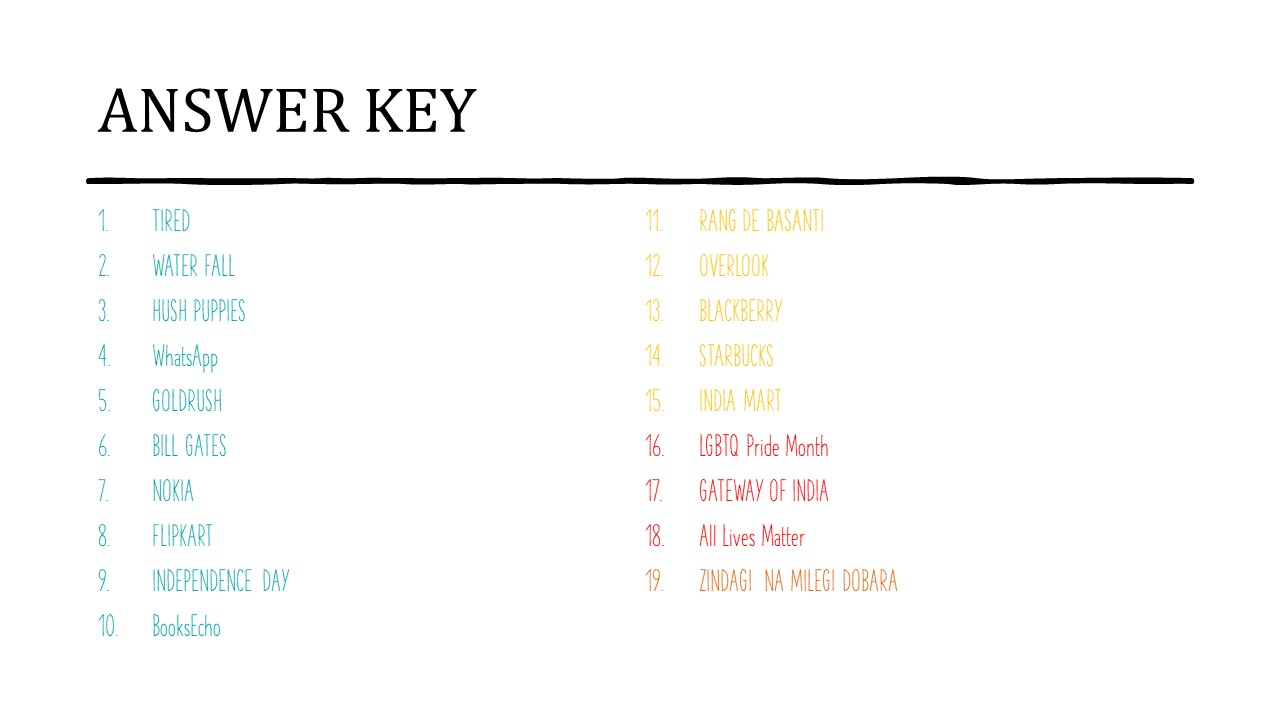 ANSWER KEY
1. TIRED
2. WATER FALL
3. HUSH PUPPIES
4. WhatsApp
5. GOLDRUSH
6. BILL GATES
7. NOKIA
8. FLIPKART
9. INDEPENDENCE DAY
10. BooksEcho
11. RANG DE BASANTI
12. OVERLOOK
13. BLACKBERRY
14. STARBUCKS
15. INDIA MART
16. LGBTQ Pride Month
17. GATEWAY OF INDIA
18. All Lives Matter
19. ZINDAGI NA MILEGI DOBARA